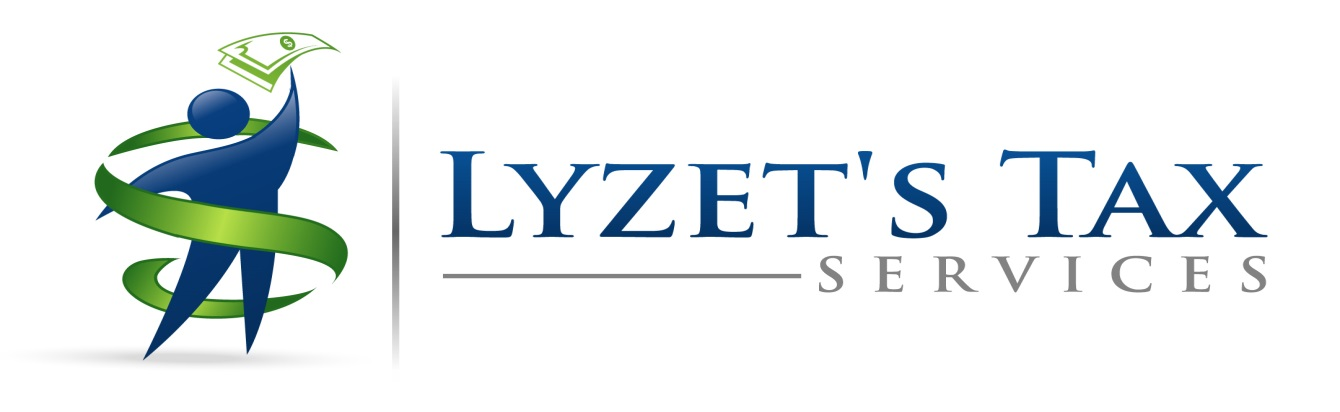 LYZET'S TAX
SERVICES